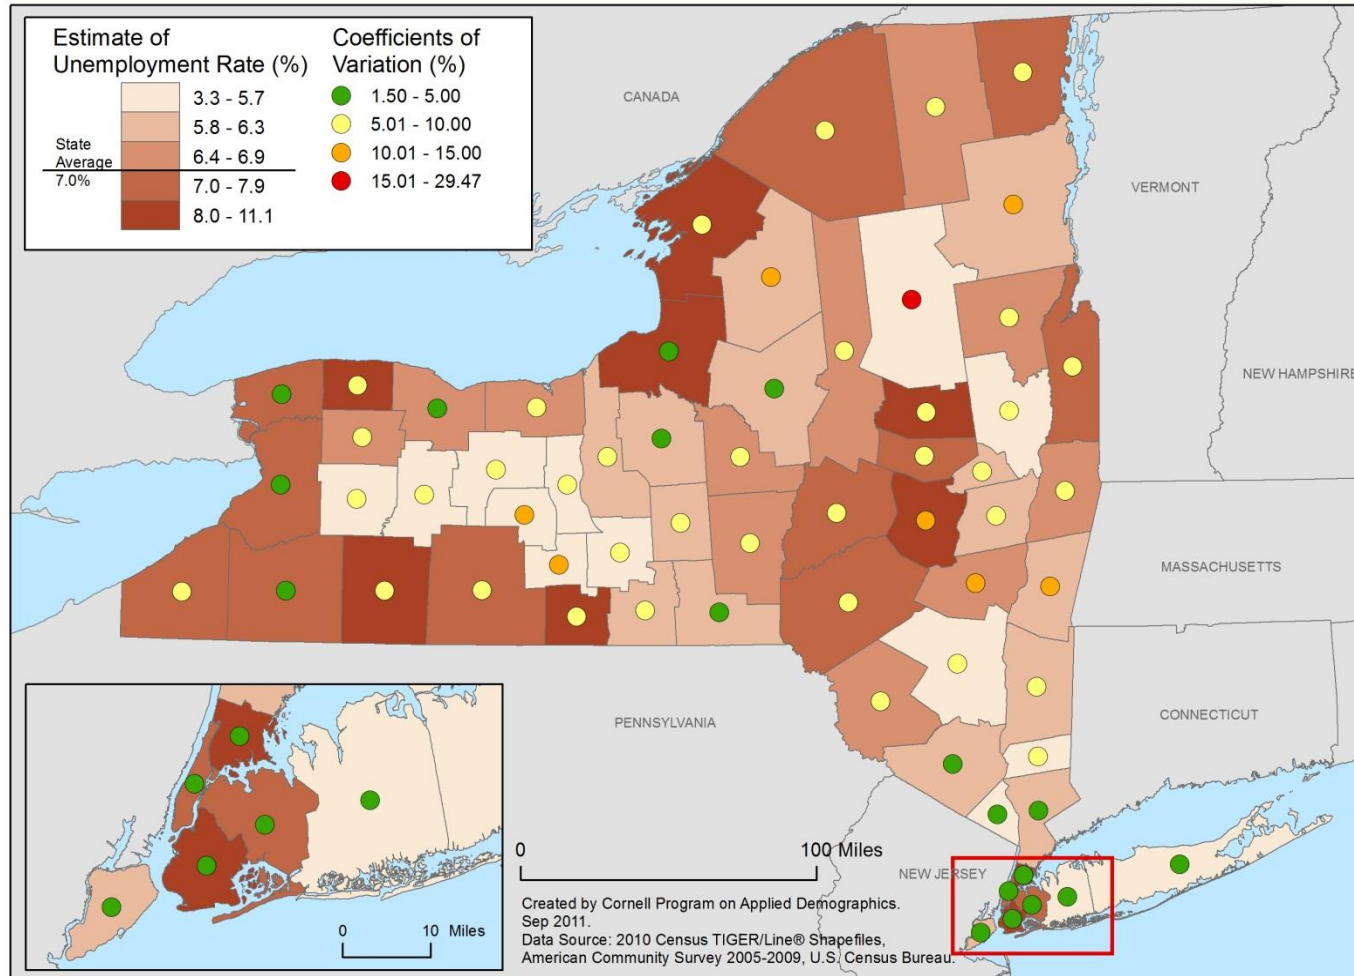 Estimate of
Unemployment Rate (%)
3.3 - 5.7
5.8 - 6.3
6.4 - 6.9
State
Average
7.0%
7.0 - 7.9
8.0 - 11.1
Coefficients of
Variation (%)
1.50 - 5.00
5.01 - 10.00
10.01 - 15.00
15.01 - 29.47
CANADA
VERMONT
NEW HAMPSHIRE
MASSACHUSETTS
CONNECTICUT
PENNSYLVANIA
NEW JERSEY
0 100 Miles
0 10 Miles
Created by Cornell Program on Applied Demographics.
Sep 2011.
Data Source: 2010 Census TIGER/Line® Shapefiles,
American Community Survey 2005-2009, U.S. Census Bureau.